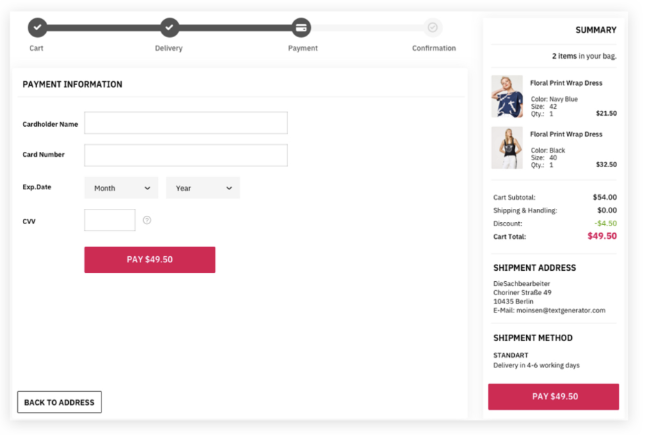 Cart
Delivery
Payment
Confirmation
PAYMENT INFORMATION
Cardholder Name
Card Number
Exp.Date
Month
Year
CVV
?
PAY $49.50
BACK TO ADDRESS
SUMMARY
2 items in your bag.
Floral Print Wrap Dress
Color: Navy Blue
Size: 42
Qty.: 1 $21.50
Floral Print Wrap Dress
Color: Black
Size: 40
Qty.: 1 $32.50
Cart Subtotal: $54.00
Shipping & Handling: $0.00
Discount: -$4.50
Cart Total: $49.50
SHIPMENT ADDRESS
DieSachbearbeiter
Choriner Straße 49
10435 Berlin
E-Mail: moinsen@textgenerator.com
SHIPMENT METHOD
STANDART
Delivery in 4-6 working days
PAY $49.50